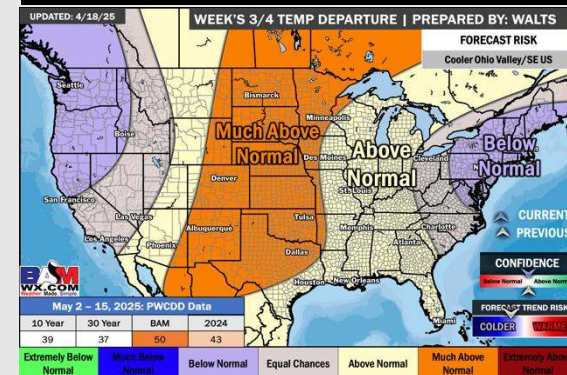 UPDATED: 4/18/25
WEEK'S 3/4 TEMP DEPARTURE | PREPARED BY: WALTS
FORECAST RISK
Cooler Ohio Valley/SE US
Seattle
Boise
San Francisco
Las Vegas
Los Angeles
Phoenix
Bismarck
Minneapolis
Much Above
Normal
Des Moines
Denver
Albuquerque
Tulsa
Dallas
Houston
Above
Normal
St. Louis
Memphis
New Orleans
Cleveland
Below
Normal
Charlotte
Atlanta
Miami
CURRENT
PREVIOUS
CONFIDENCE
Below Normal
Above Norm
FORECAST TREND RISK
COLDER
WARMER
BAM
WX.COM
Weather Made Simple
May 2 – 15, 2025: PWCDD Data
10 Year 30 Year BAM 2024
39 37 50 43
Extremely Below
Normal
Much Below
Normal
Below Normal
Equal Chances
Above Normal
Much Above
Normal
Extremely Above
Normal